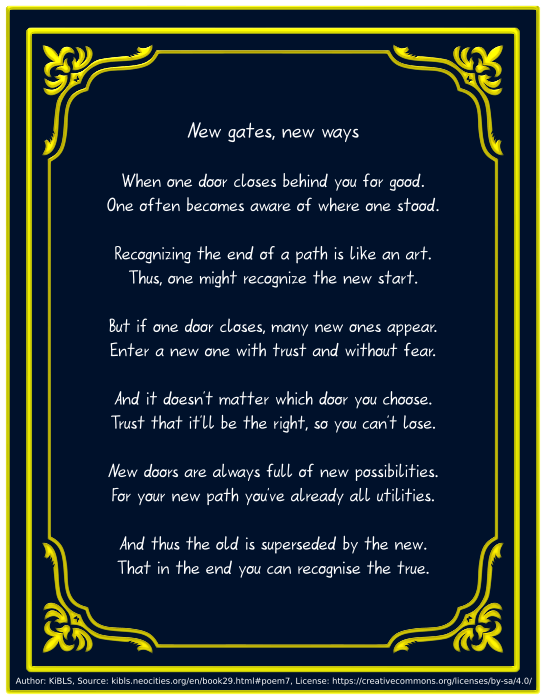 New gates, new ways
When one door closes behind you for good.
One often becomes aware of where one stood.
Recognizing the end of a path is like an art.
Thus, one might recognize the new start.
But if one door closes, many new ones appear.
Enter a new one with trust and without fear.
And it doesn't matter which door you choose.
Trust that it'll be the right, so you can't lose.
New doors are always full of new possibilities.
For your new path you've already all utilities.
And thus the old is superseded by the new.
That in the end you can recognise the true.
Author: KiBLS, Source: kibls.neocities.org/en/book29.html#poem7, License: https://creativecommons.org/licenses/by-sa/4.0/